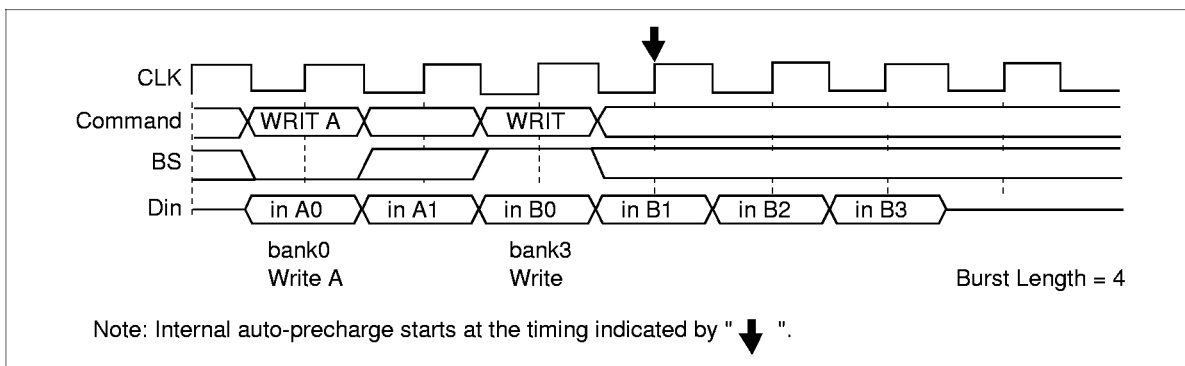 CLK
Command WRIT A WRIT
BS
Din in A0 in A1 in B0 in B1 in B2 in B3
bank0 bank3
Write A Write Burst Length = 4
Note: Internal auto-precharge starts at the timing indicated by " ".